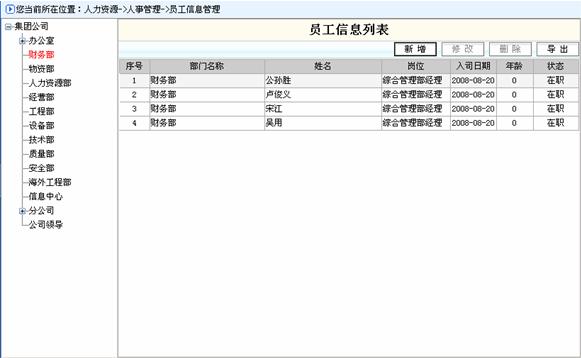 您当前所在位置：人力资源->人事管理->员工信息管理
集团公司
办公室
财务部
物资部
人力资源部
经营部
工程部
设备部
技术部
质量部
安全部
海外工程部
信息中心
分公司
公司领导
员工信息列表
新增 修改 删除 导出
序号 部门名称 姓名 岗位 入司日期 年龄 状态
1 财务部 公孙胜 综合管理部经理 2008-08-20 0 在职
2 财务部 卢俊义 综合管理部经理 2008-08-20 0 在职
3 财务部 宋江 综合管理部经理 2008-08-20 0 在职
4 财务部 吴用 综合管理部经理 2008-08-20 0 在职